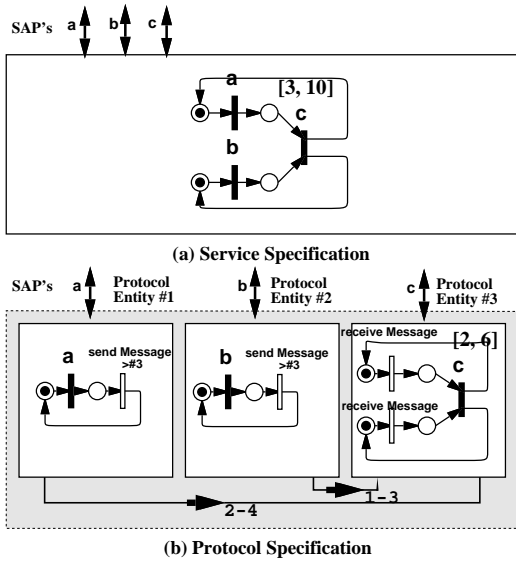 SAP's a b c
a [3, 10]
c
b
(a) Service Specification
SAP's a Protocol Entity #1 b Protocol Entity #2 c Protocol Entity #3
receive Message
[2, 6]
a send Message >#3
b send Message >#3
c
receive Message
1-3
2-4
(b) Protocol Specification